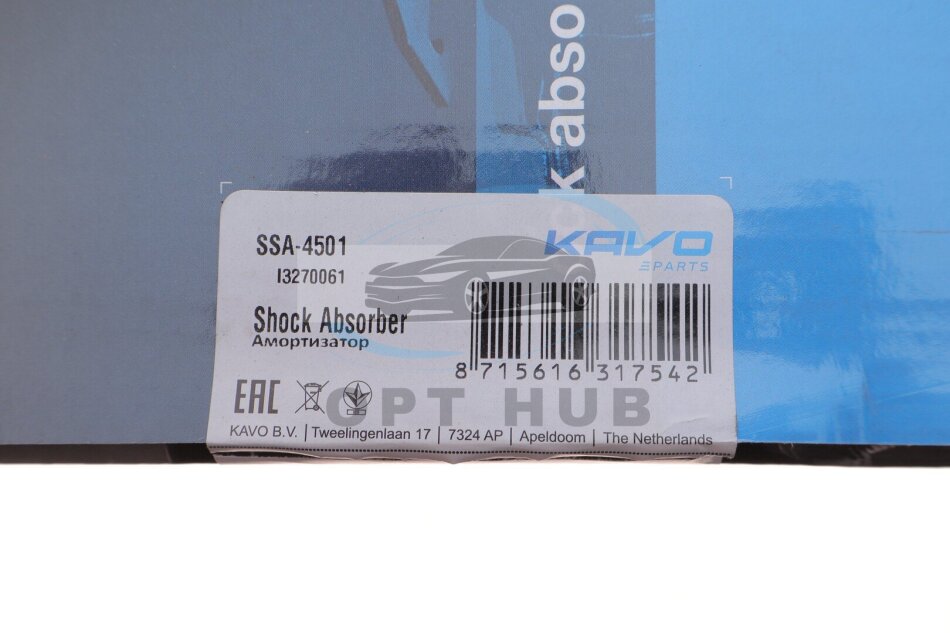 k abso
SSA-4501
I3270061
KAVO
PARTS
Shock Absorber
Амортизатор
8 715616 317542
EAC
OPT HUB
KAVO B.V. | Tweelingenlaan 17 | 7324 AP | Apeldoorn | The Netherlands